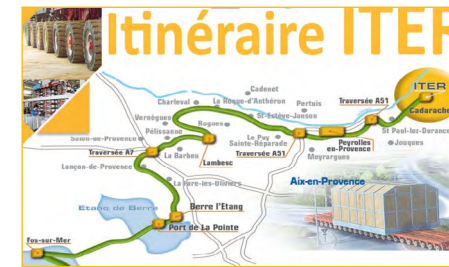 Itinéraire ITER
Cadenet
Charleval
La Roque-d'Anthéron
Pertuis
Traversée A51
ITER
Cadarache
Vernègues
Rognes
St-Estève-Janson
St Paul-lez-Durance
Pélissanne
Salon-de-Provence
Le Puy
Sainte-Réparade
Peyrolles
en-Provence
Jouques
Traversée A7
La Barben
Traversée A51
Meyrargues
Lançon-de-Provence
Lambesc
La Fare-les-Oliviers
Aix-en-Provence
Etang de Berre
Berre l'Etang
Port de La Pointe
Fos-sur-Mer